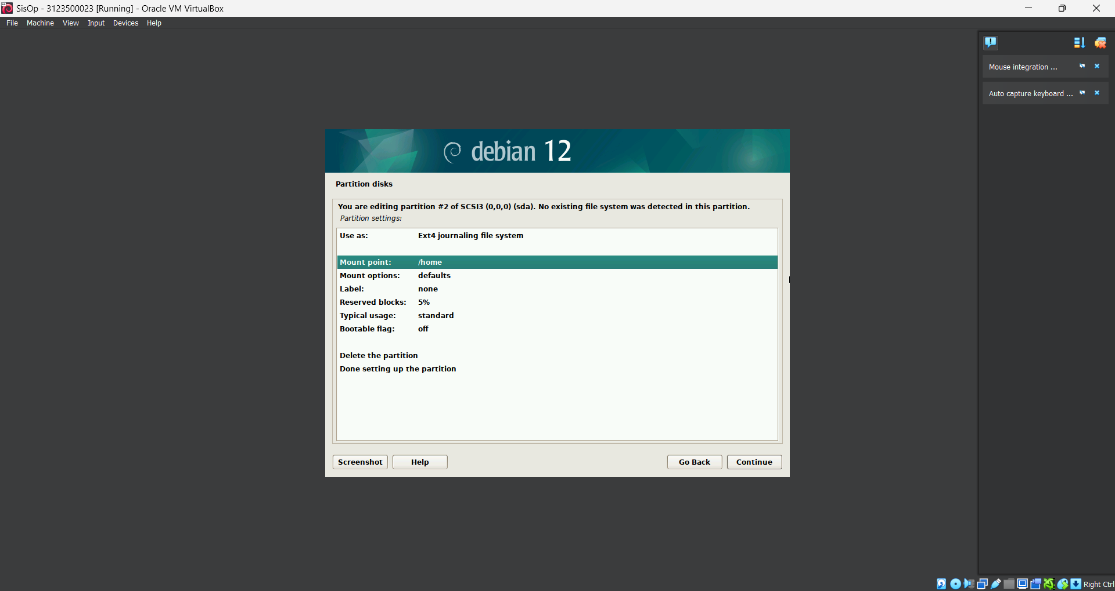 SisOp - 3123500023 [Running] - Oracle VM VirtualBox
File Machine View Input Devices Help
Mouse integration ...
Auto capture keyboard ...
debian 12
Partition disks
You are editing partition #2 of SCSI3 (0,0,0) (sda). No existing file system was detected in this partition.
Partition settings:
Use as: Ext4 journaling file system
Mount point: /home
Mount options: defaults
Label: none
Reserved blocks: 5%
Typical usage: standard
Bootable flag: off
Delete the partition
Done setting up the partition
Screenshot Help Go Back Continue
Right Ctrl